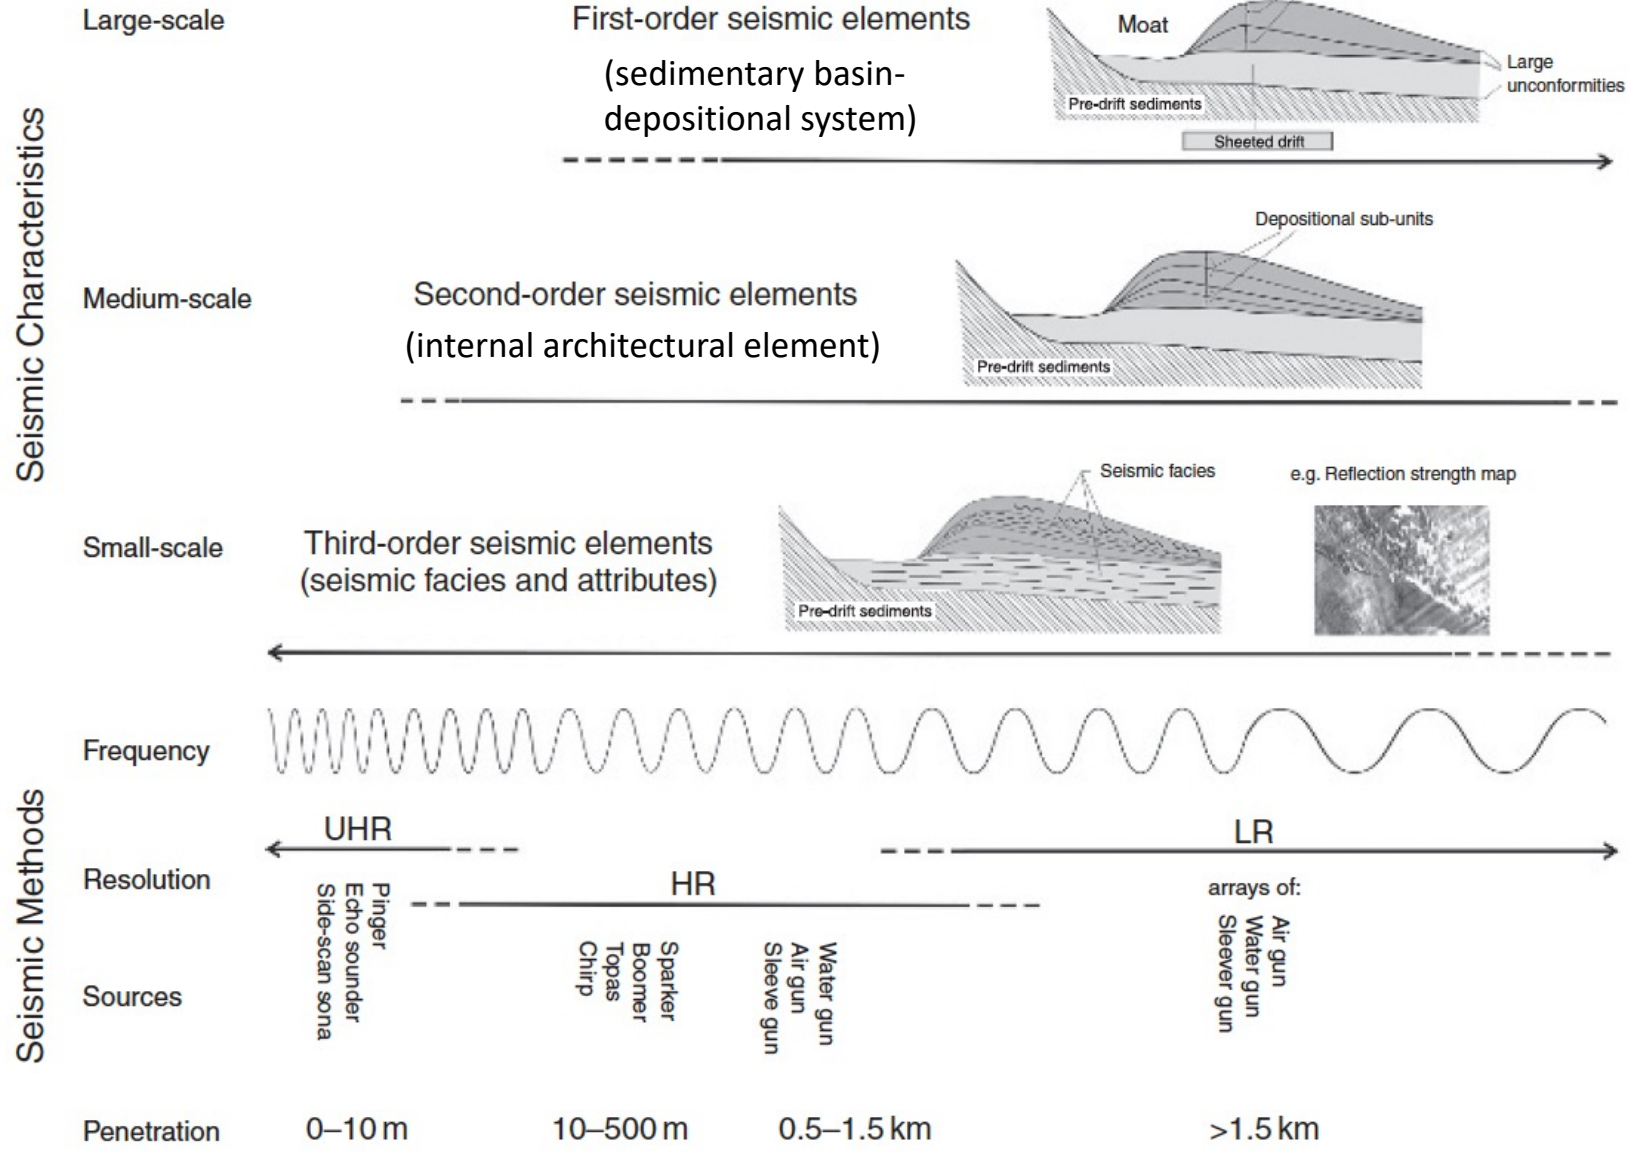 Seismic Characteristics
Large-scale
First-order seismic elements
(sedimentary basin-
depositional system)
Moat
Large
unconformities
Pre-drift sediments
Sheeted drift
Medium-scale
Second-order seismic elements
(internal architectural element)
Depositional sub-units
Pre-drift sediments
Small-scale
Third-order seismic elements
(seismic facies and attributes)
Seismic facies
e.g. Reflection strength map
Pre-drift sediments
Seismic Methods
Frequency
Resolution
UHR
HR
LR
Sources
Pinger
Echo sounder
Side-scan sona
Sparker
Boomer
Topas
Chirp
Water gun
Air gun
Sleeve gun
arrays of:
Air gun
Water gun
Sleever gun
Penetration
0–10 m
10–500 m
0.5–1.5 km
>1.5 km